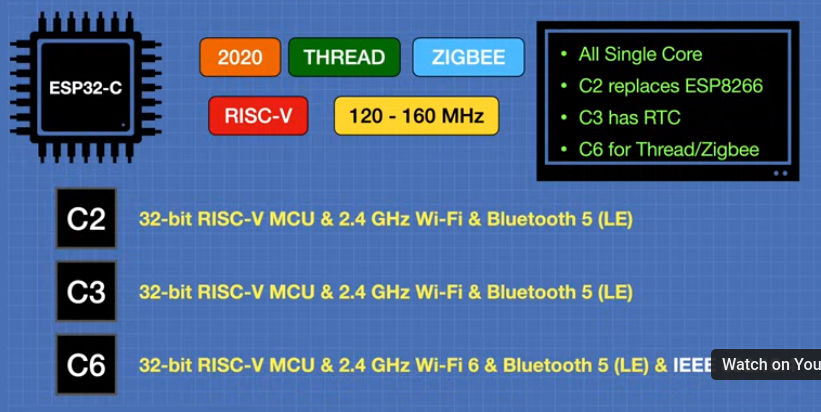 ESP32-C
2020
THREAD
ZIGBEE
RISC-V
120 - 160 MHz
• All Single Core
• C2 replaces ESP8266
• C3 has RTC
• C6 for Thread/Zigbee
C2
32-bit RISC-V MCU & 2.4 GHz Wi-Fi & Bluetooth 5 (LE)
C3
32-bit RISC-V MCU & 2.4 GHz Wi-Fi & Bluetooth 5 (LE)
C6
32-bit RISC-V MCU & 2.4 GHz Wi-Fi 6 & Bluetooth 5 (LE) & IEEE
Watch on You